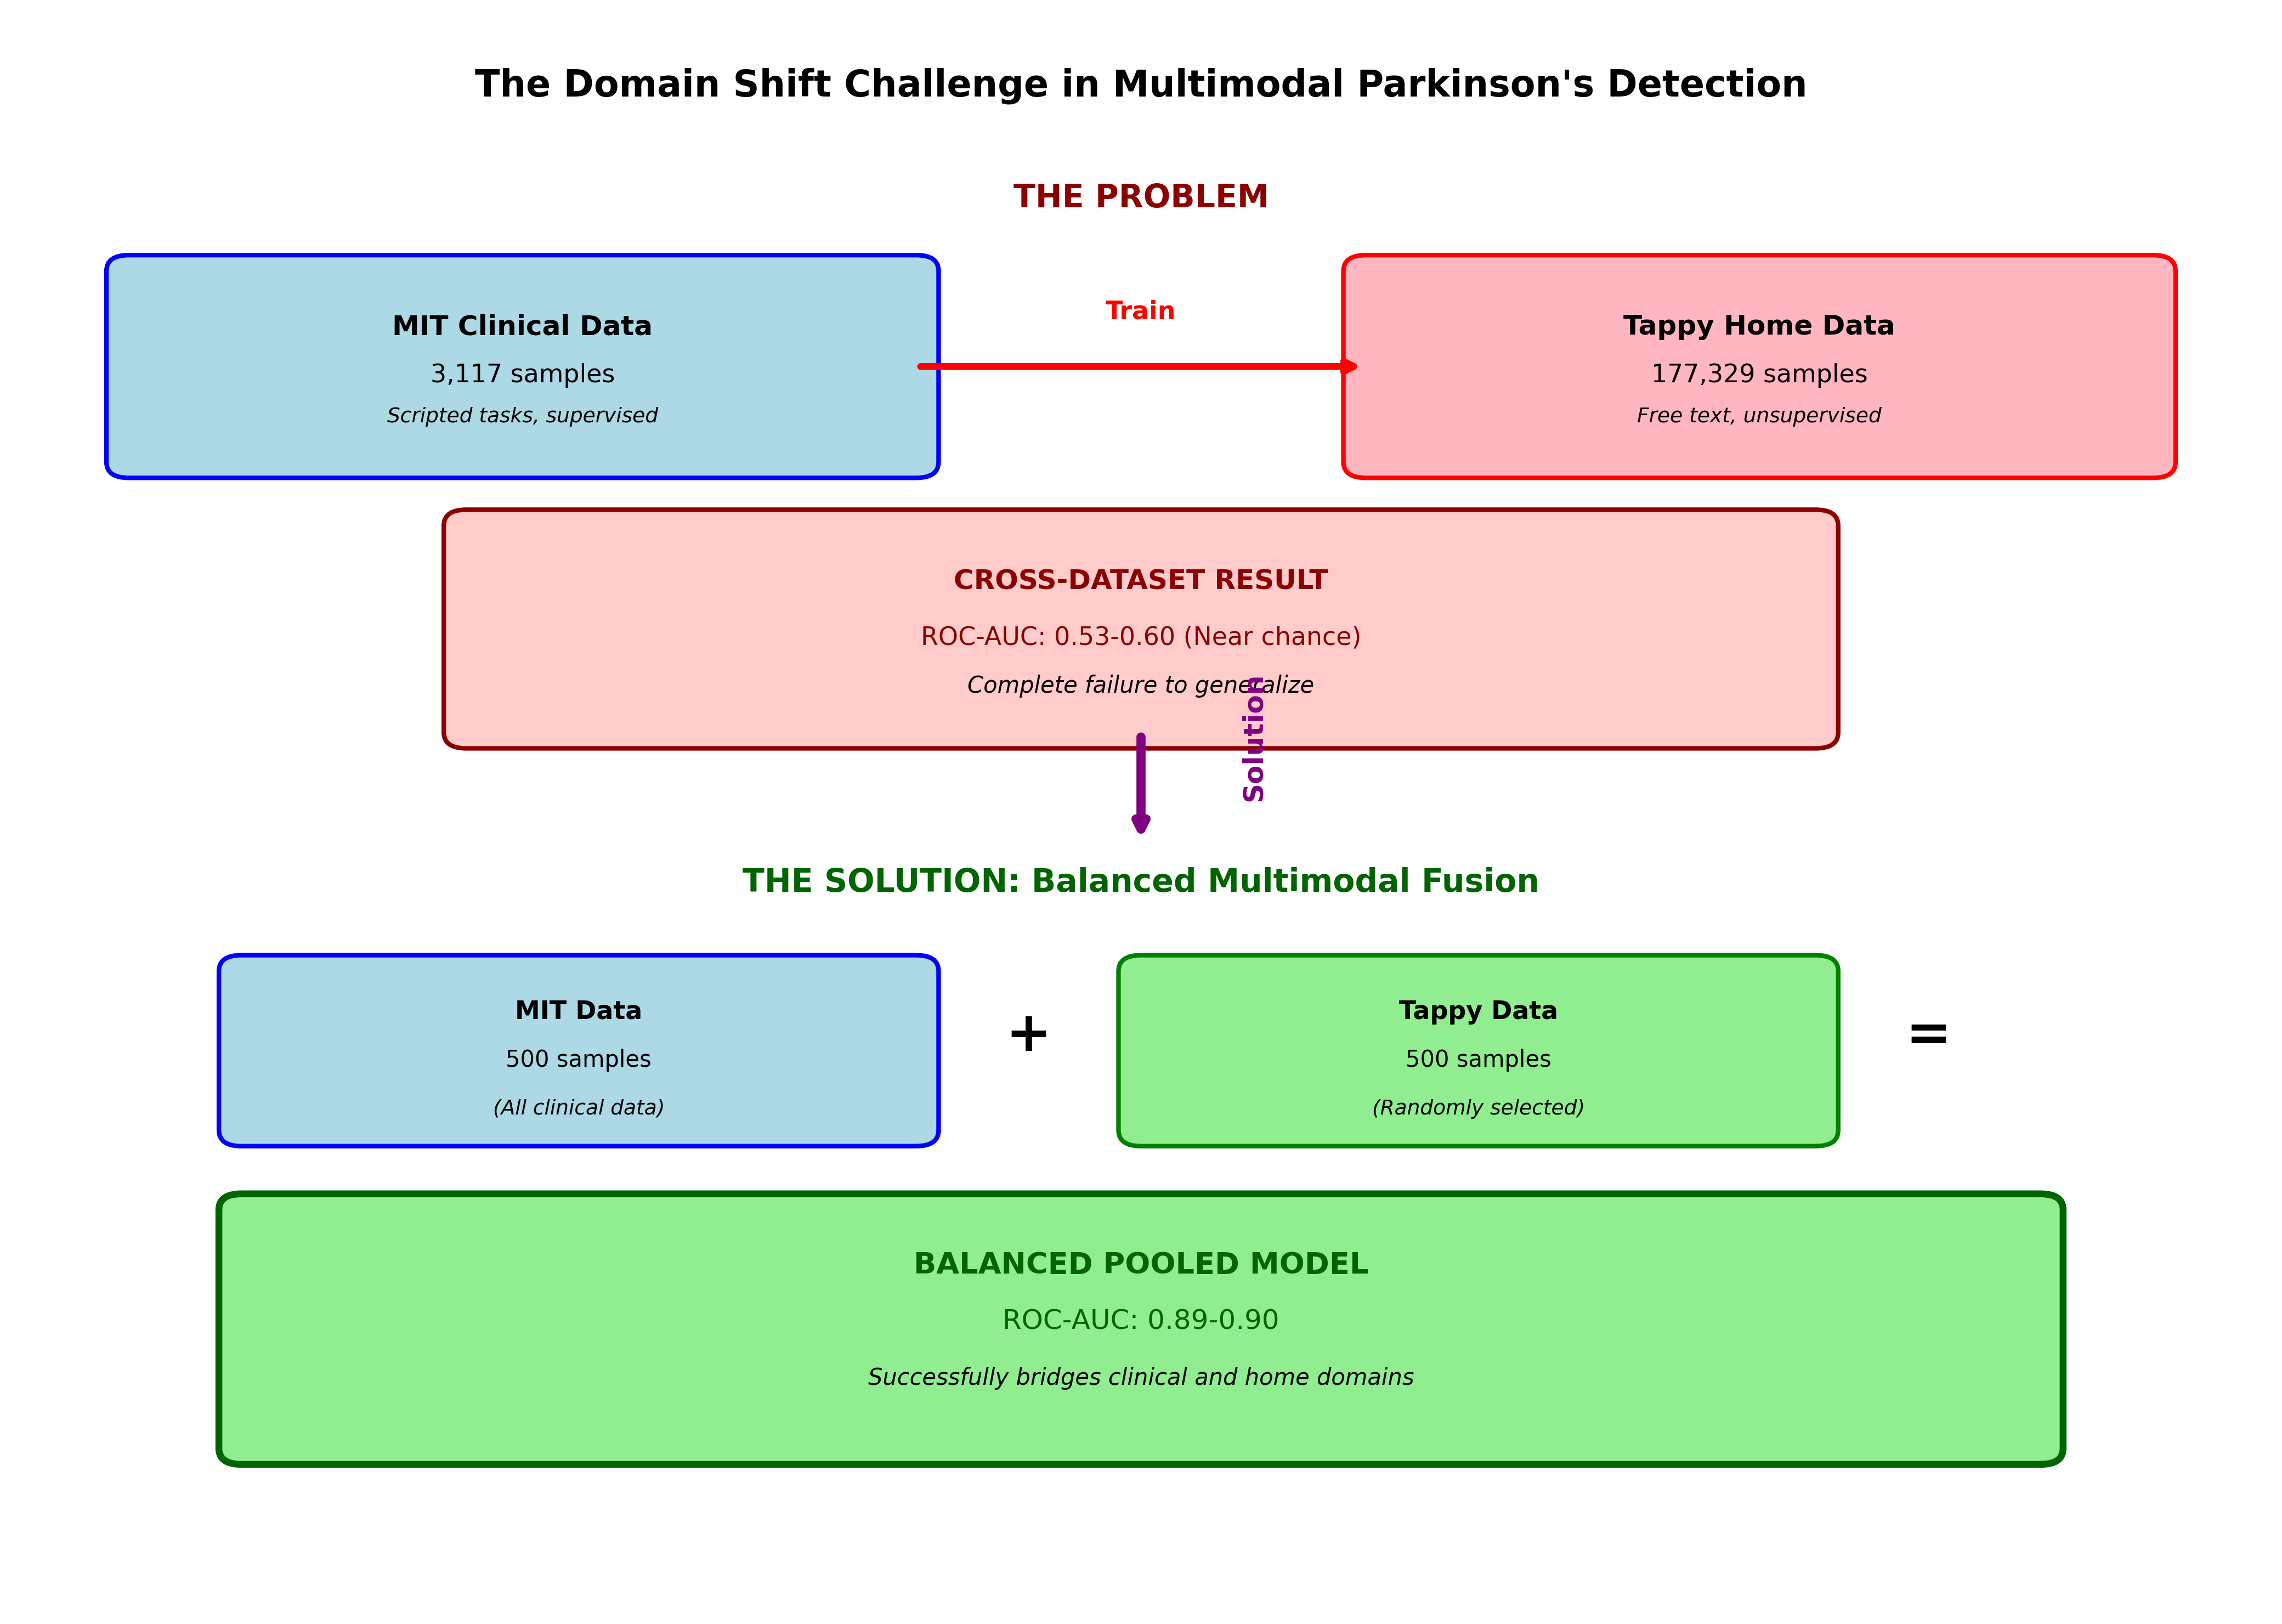 The Domain Shift Challenge in Multimodal Parkinson's Detection
THE PROBLEM
MIT Clinical Data
3,117 samples
Scripted tasks, supervised
Train
Tappy Home Data
177,329 samples
Free text, unsupervised
CROSS-DATASET RESULT
ROC-AUC: 0.53-0.60 (Near chance)
Complete failure to generalize
Solution
THE SOLUTION: Balanced Multimodal Fusion
MIT Data
500 samples
(All clinical data)
+
Tappy Data
500 samples
(Randomly selected)
=
BALANCED POOLED MODEL
ROC-AUC: 0.89-0.90
Successfully bridges clinical and home domains